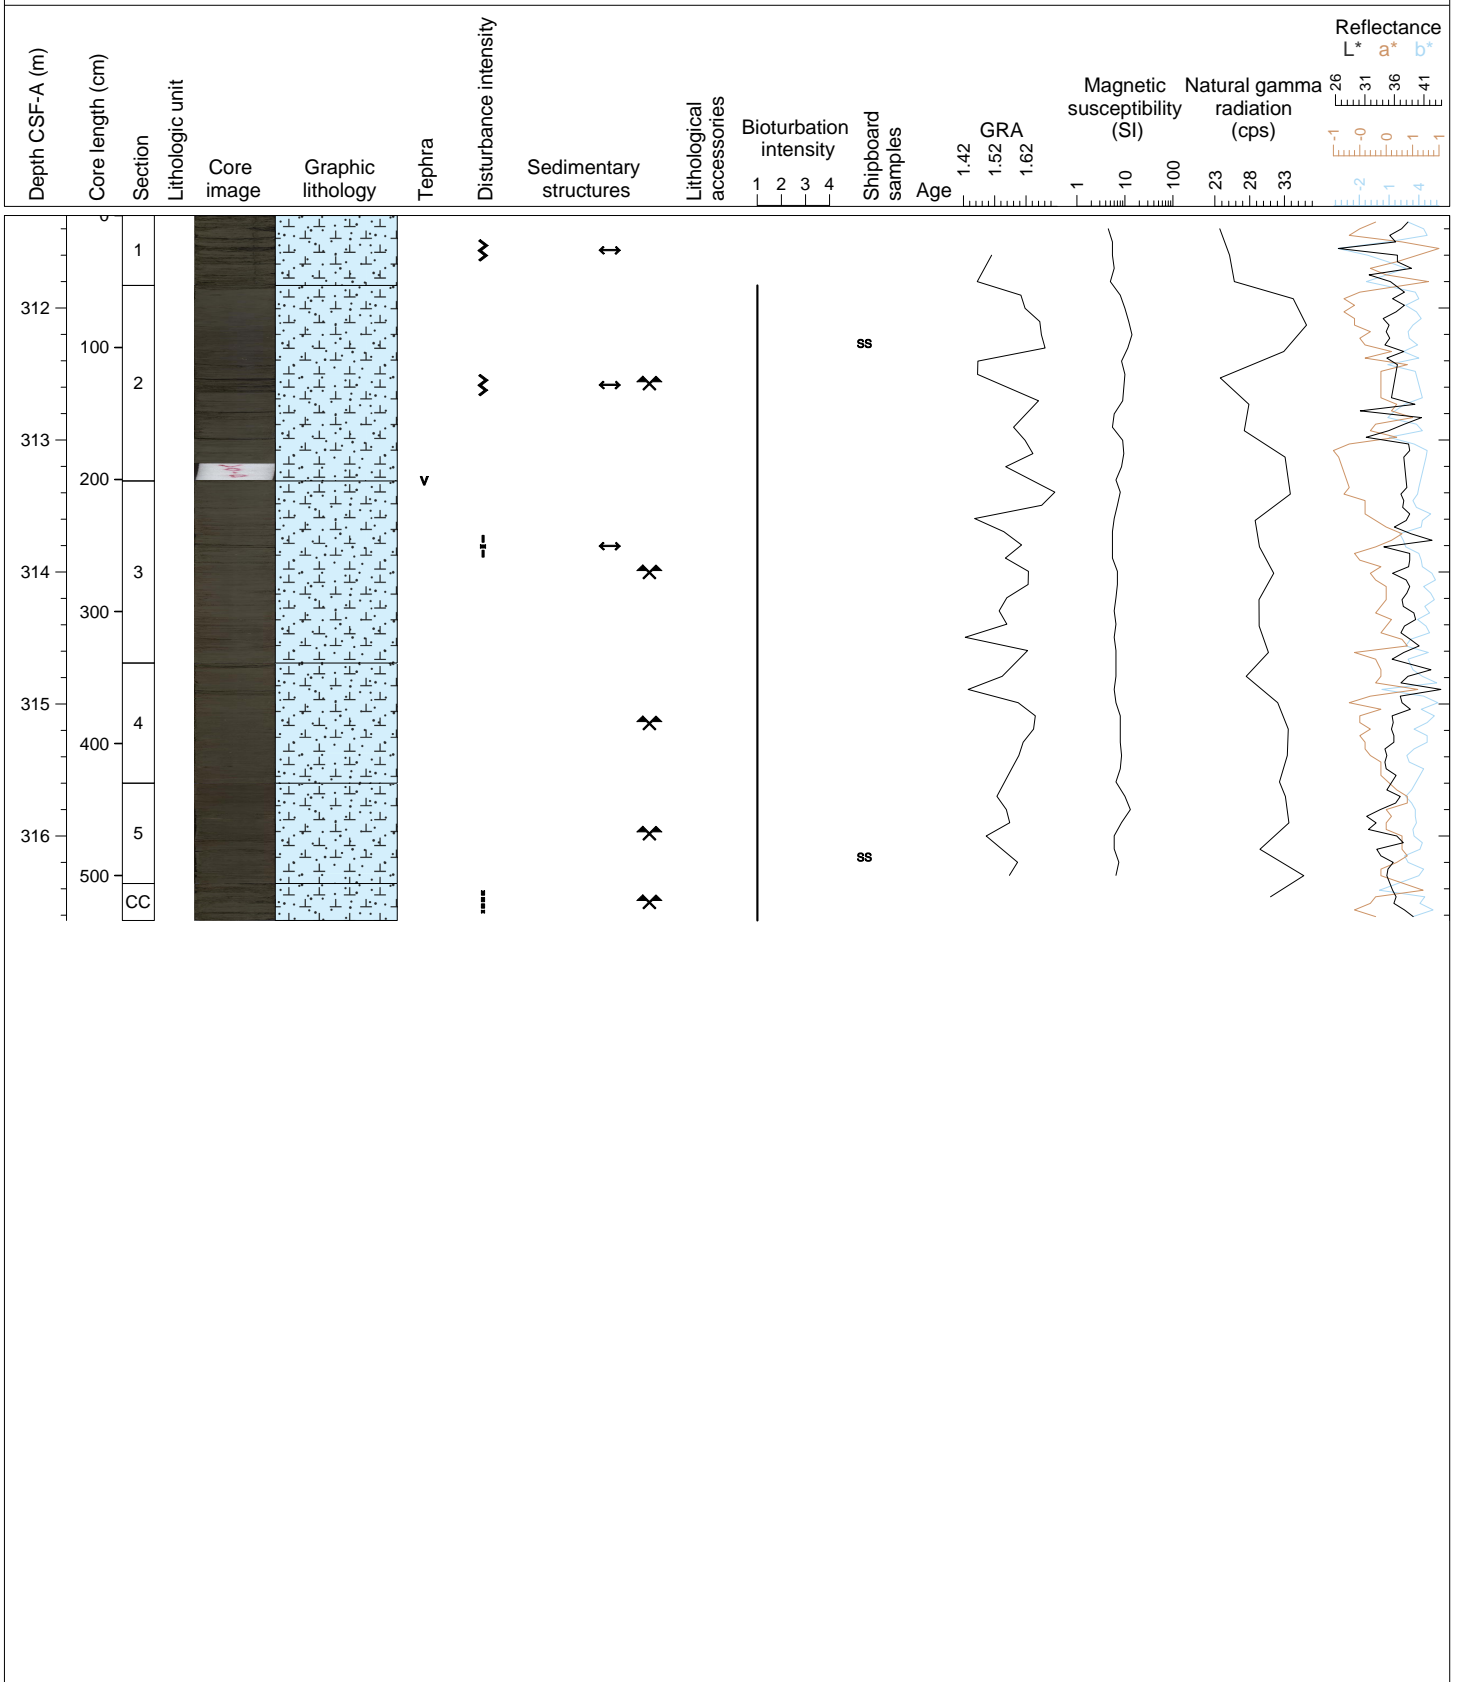 Depth CSF-A (m)
Core length (cm)
Section
Lithologic unit
Core
image
Graphic
lithology
Tephra
Disturbance intensity
Sedimentary
structures
Lithological
accessories
Bioturbation
intensity
1 2 3 4
Shipboard
samples
Age
GRA
1.42 1.52 1.62
Magnetic
susceptibility
(SI)
1 10 100
Natural gamma
radiation
(cps)
23 28 33
Reflectance
L* a* b*
26 31 36 41
-1 -0 0 1 1
-2 1 4
0
1
312
100
ss
2
313
200
v
314
3
300
315
4
400
316
5
ss
500
CC